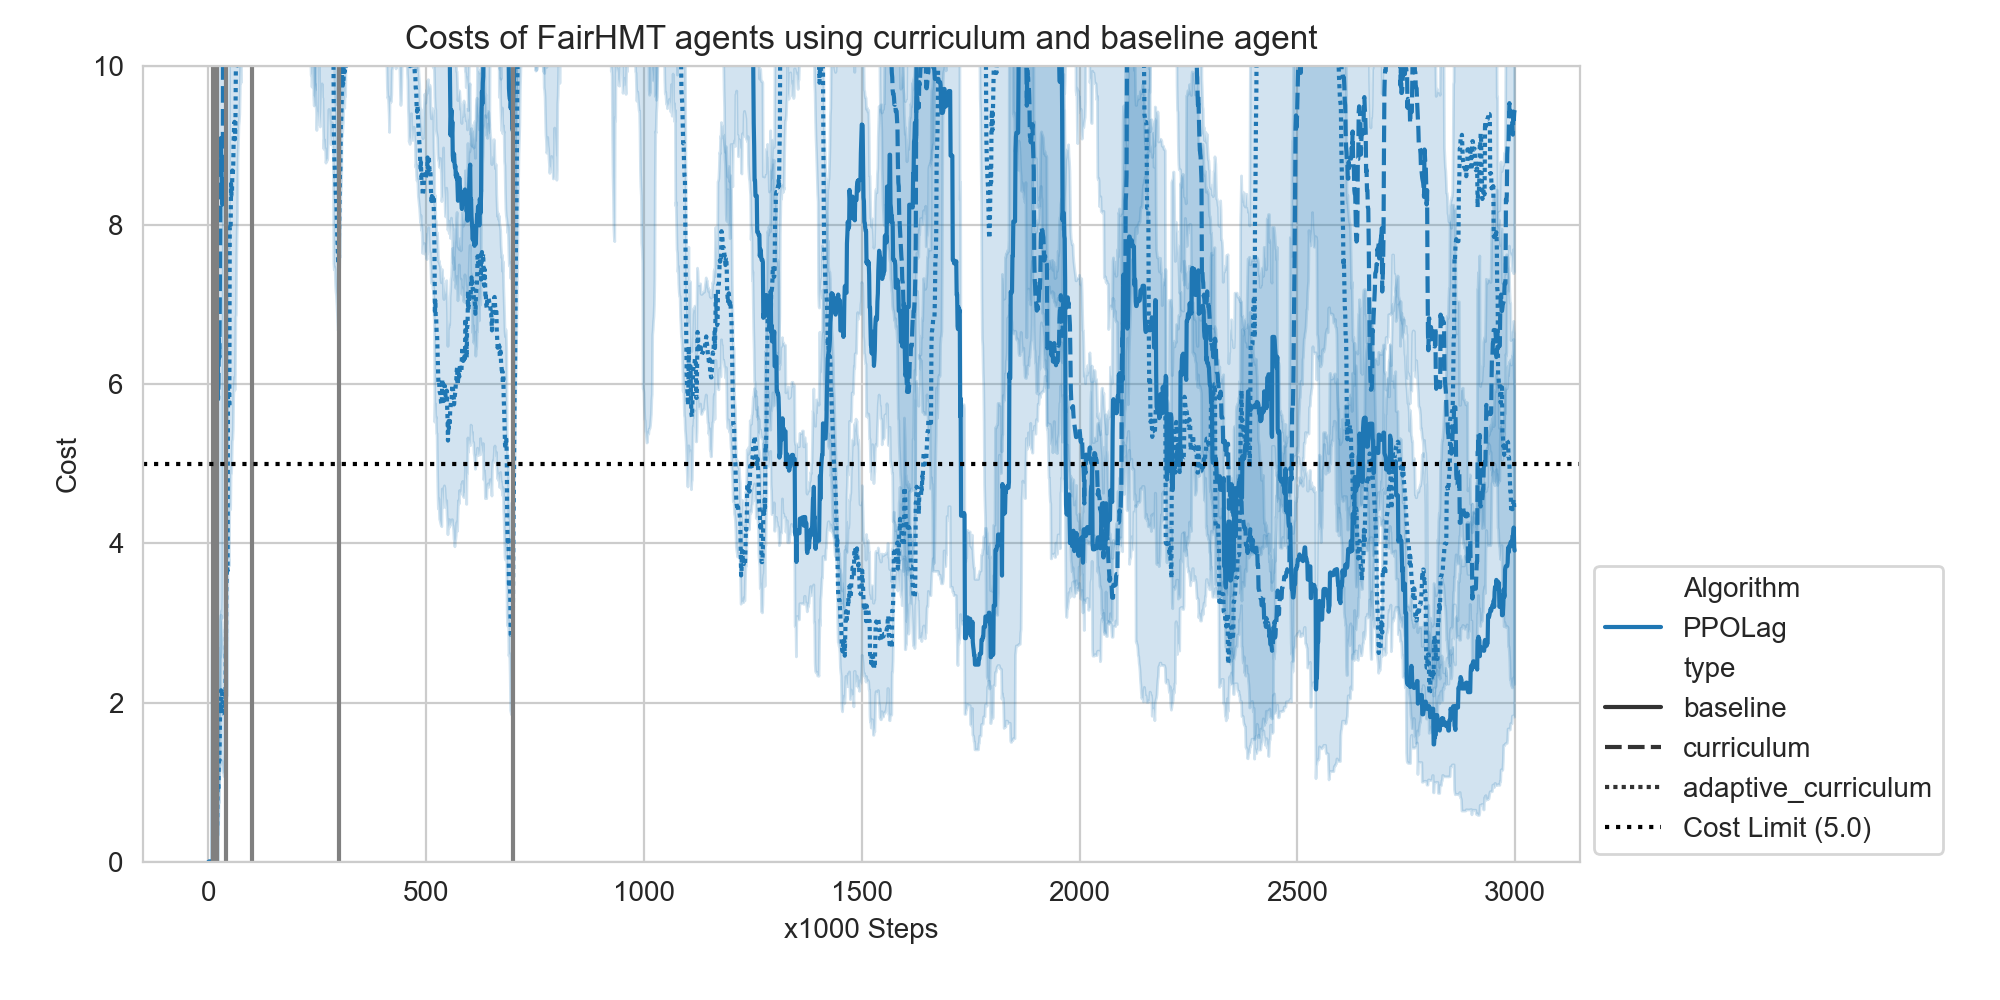 Costs of FairHMT agents using curriculum and baseline agent
10
8
6
4
2
0
Cost
0 500 1000 1500 2000 2500 3000
x1000 Steps
Algorithm
PPOLag
type
baseline
curriculum
adaptive_curriculum
Cost Limit (5.0)